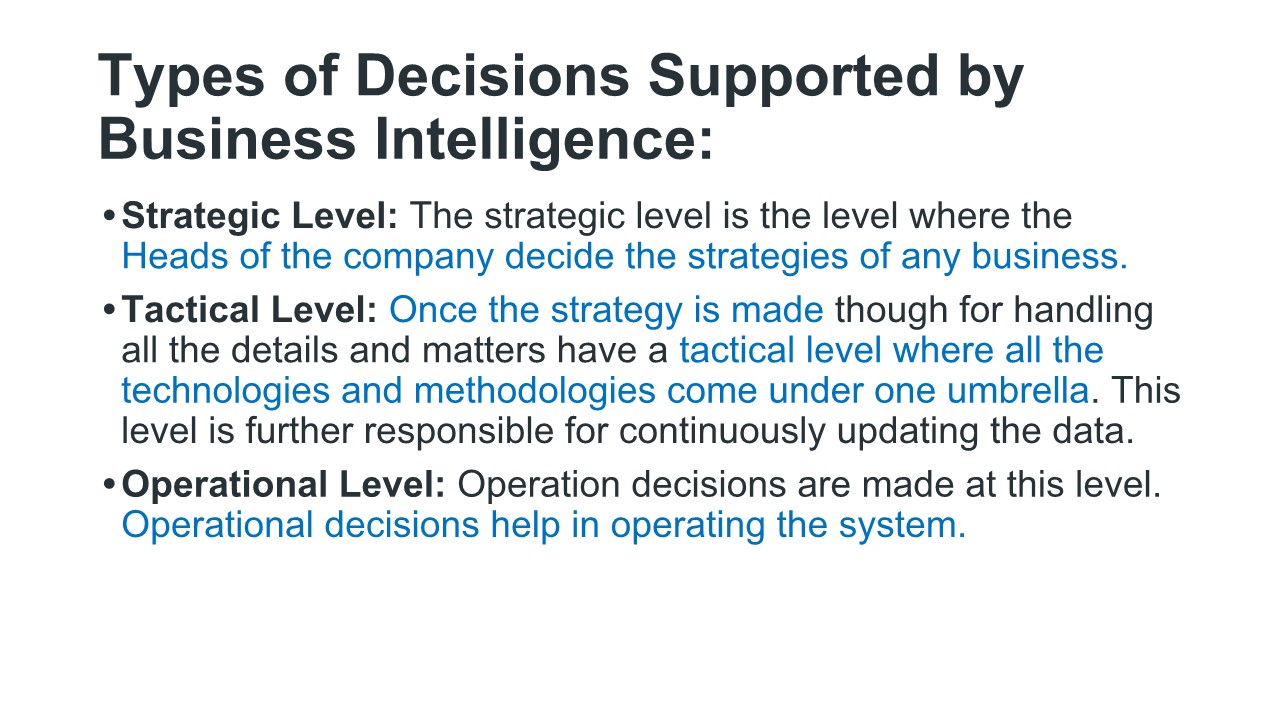 Types of Decisions Supported by
Business Intelligence:
•Strategic Level: The strategic level is the level where the
Heads of the company decide the strategies of any business.
•Tactical Level: Once the strategy is made though for handling
all the details and matters have a tactical level where all the
technologies and methodologies come under one umbrella. This
level is further responsible for continuously updating the data.
•Operational Level: Operation decisions are made at this level.
Operational decisions help in operating the system.